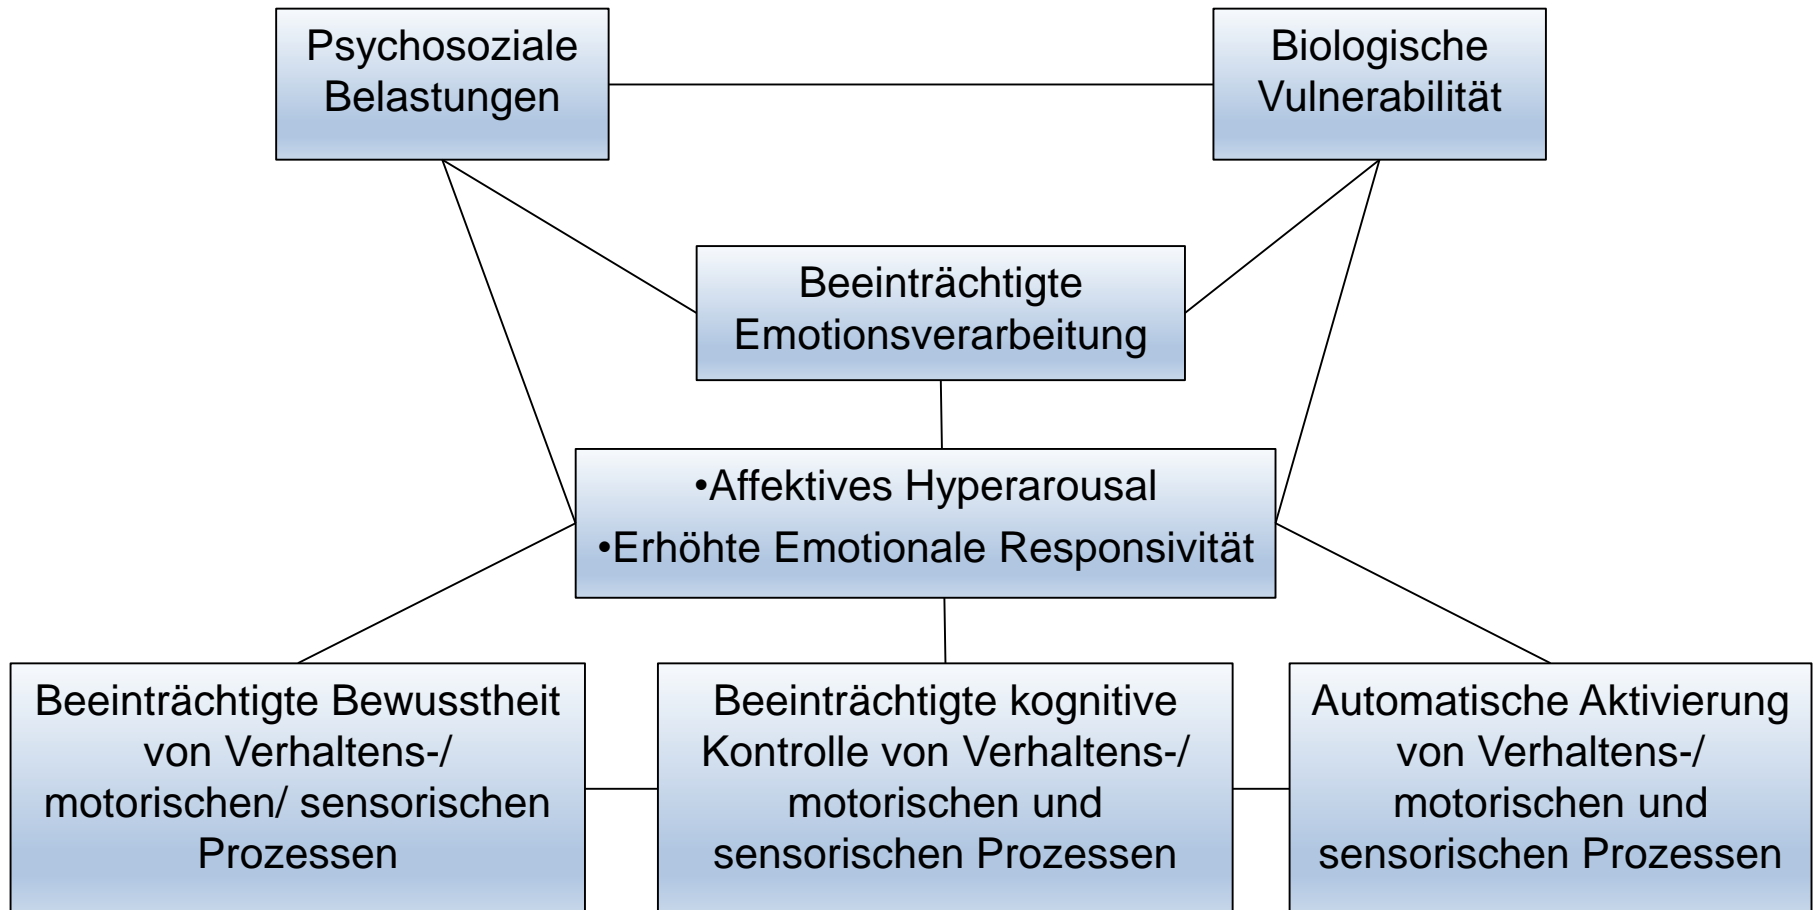 Psychosoziale
Belastungen
Biologische
Vulnerabilität
Beeinträchtigte
Emotionsverarbeitung
•Affektives Hyperarousal
•Erhöhte Emotionale Responsivität
Beeinträchtigte Bewusstheit
von Verhaltens-/
motorischen/ sensorischen
Prozessen
Beeinträchtigte kognitive
Kontrolle von Verhaltens-/
motorischen und
sensorischen Prozessen
Automatische Aktivierung
von Verhaltens-/
motorischen und
sensorischen Prozessen